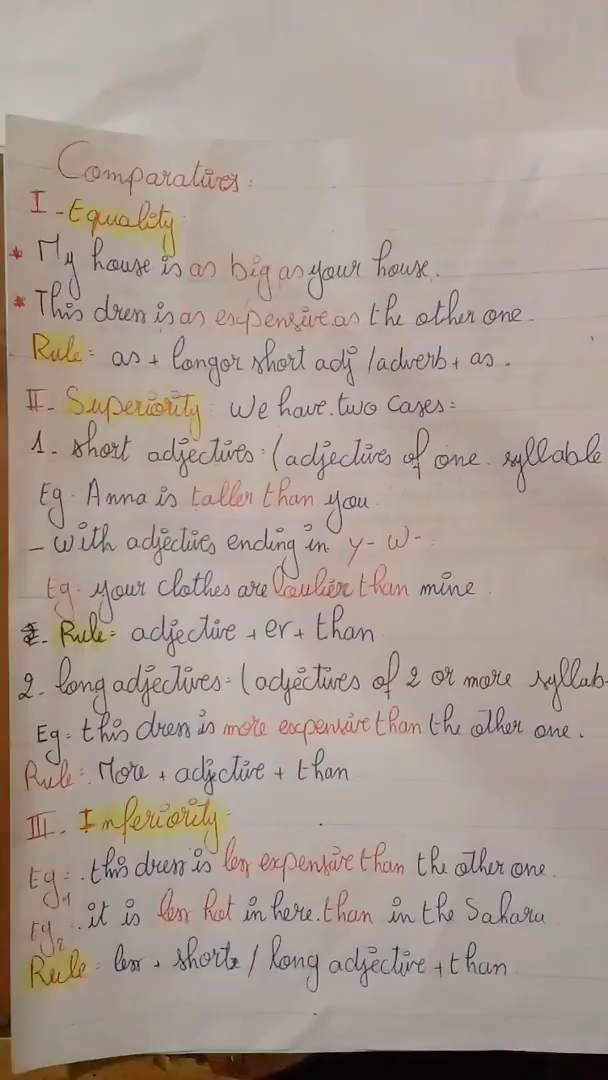 Comparatives:
I - Equality:
* My house is as big as your house.
* This dress is as expensive as the other one.
Rule: as + long or short adj / adverb + as.
II - Superiority: We have two cases:
1. short adjectives: (adjectives of one syllable
Eg: Anna is taller than you
- With adjectives ending in y - w -
Eg: your clothes are than mine
Rule: adjective + er + than
2. long adjectives: (adjectives of 2 or more syllab-
Eg: this dress is more expensive than the other one.
Rule: More + adjective + than
III - Inferiority:
Eg1: this dress is less expensive than the other one.
Eg2: it is less hot in here than in the Sahara
Rule: less + short / long adjective + than